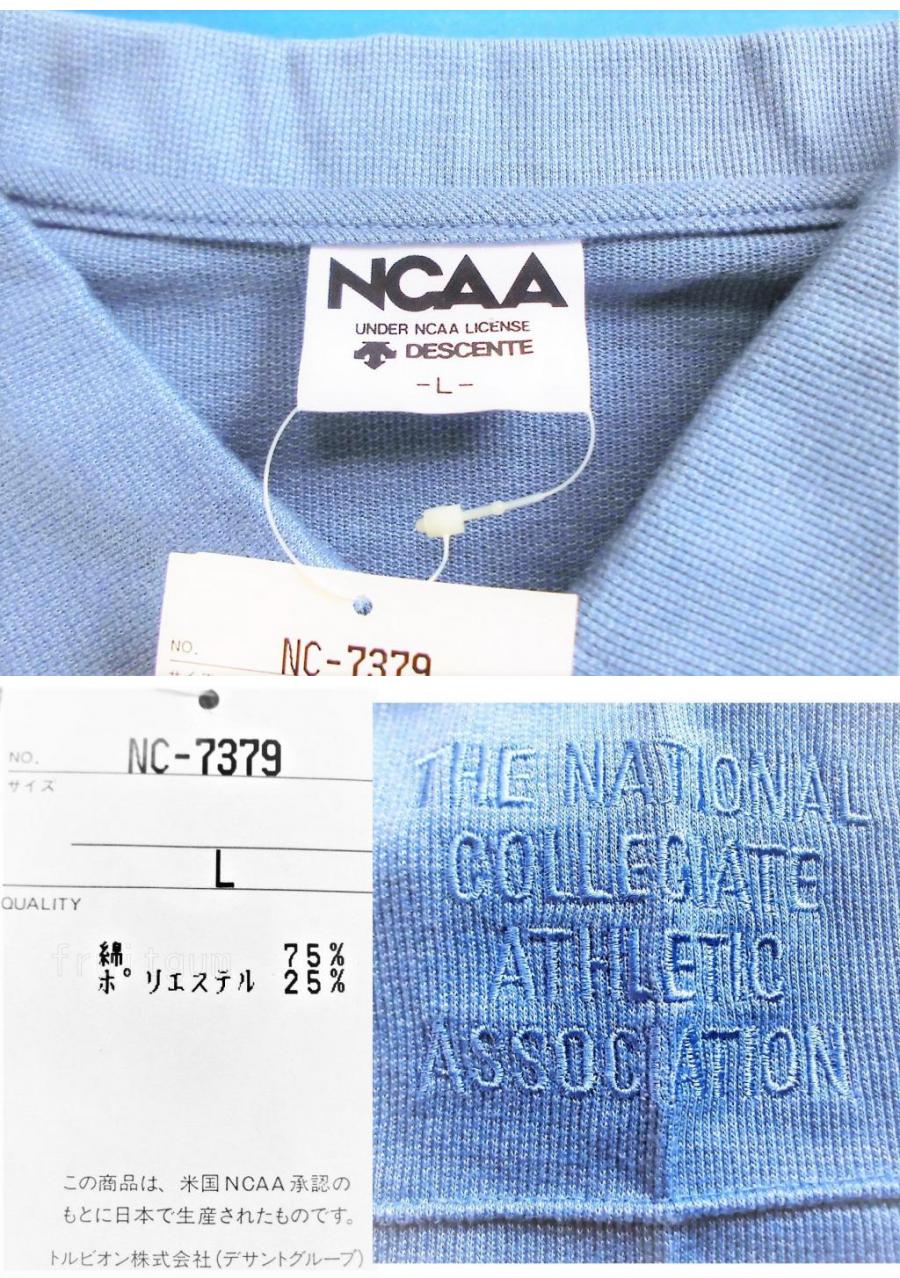 NCAA
UNDER NCAA LICENSE
DESCENTE
-L-
NO. NC-7379
サイズ
NO. NC-7379
サイズ
L
QUALITY
綿 75%
ポリエステル 25%
この商品は、米国NCAA承認の
もとに日本で生産されたものです。
トルビオン株式会社(デサントグループ)
THE NATIONAL
COLLEGIATE
ATHLETIC
ASSOCIATION